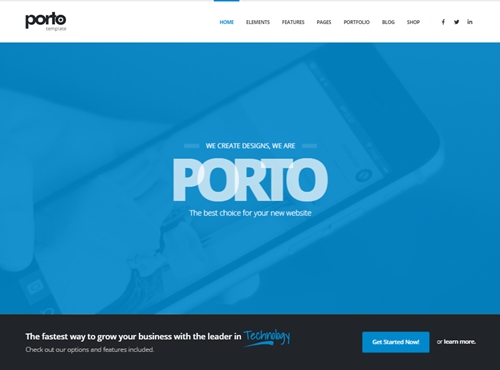 porto
template
HOME ELEMENTS FEATURES PAGES PORTFOLIO BLOG SHOP
WE CREATE DESIGNS, WE ARE
PORTO
The best choice for your new website
The fastest way to grow your business with the leader in Technology
Check out our options and features included.
Get Started Now! or learn more.